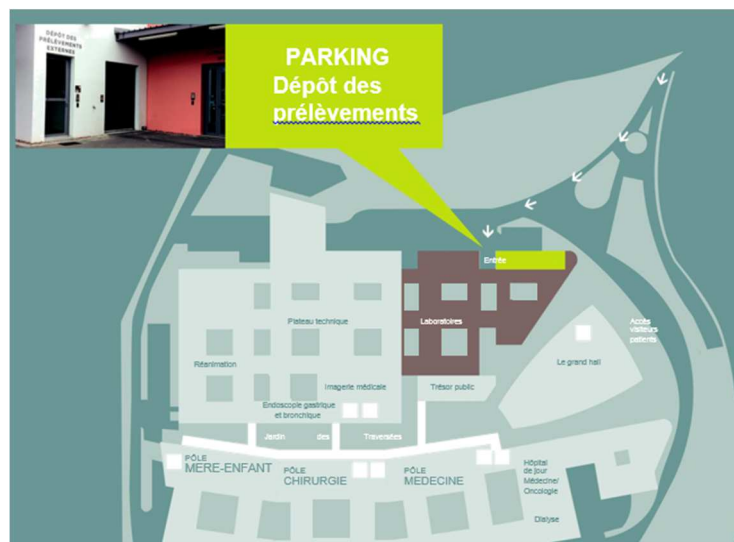 DÉPÔT DES
PRÉLÈVEMENTS
EXTERNES
PARKING
Dépôt des
prélèvements
Entrée
Plateau technique
Laboratoires
Accès
visiteurs
patients
Réanimation
Le grand hall
Imagerie médicale
Trésor public
Endoscopie gastrique
et bronchique
Jardin des Traversées
PÔLE
MERE-ENFANT
PÔLE
CHIRURGIE
PÔLE
MEDECINE
Hôpital
de jour
Médecine/
Oncologie
Dialyse